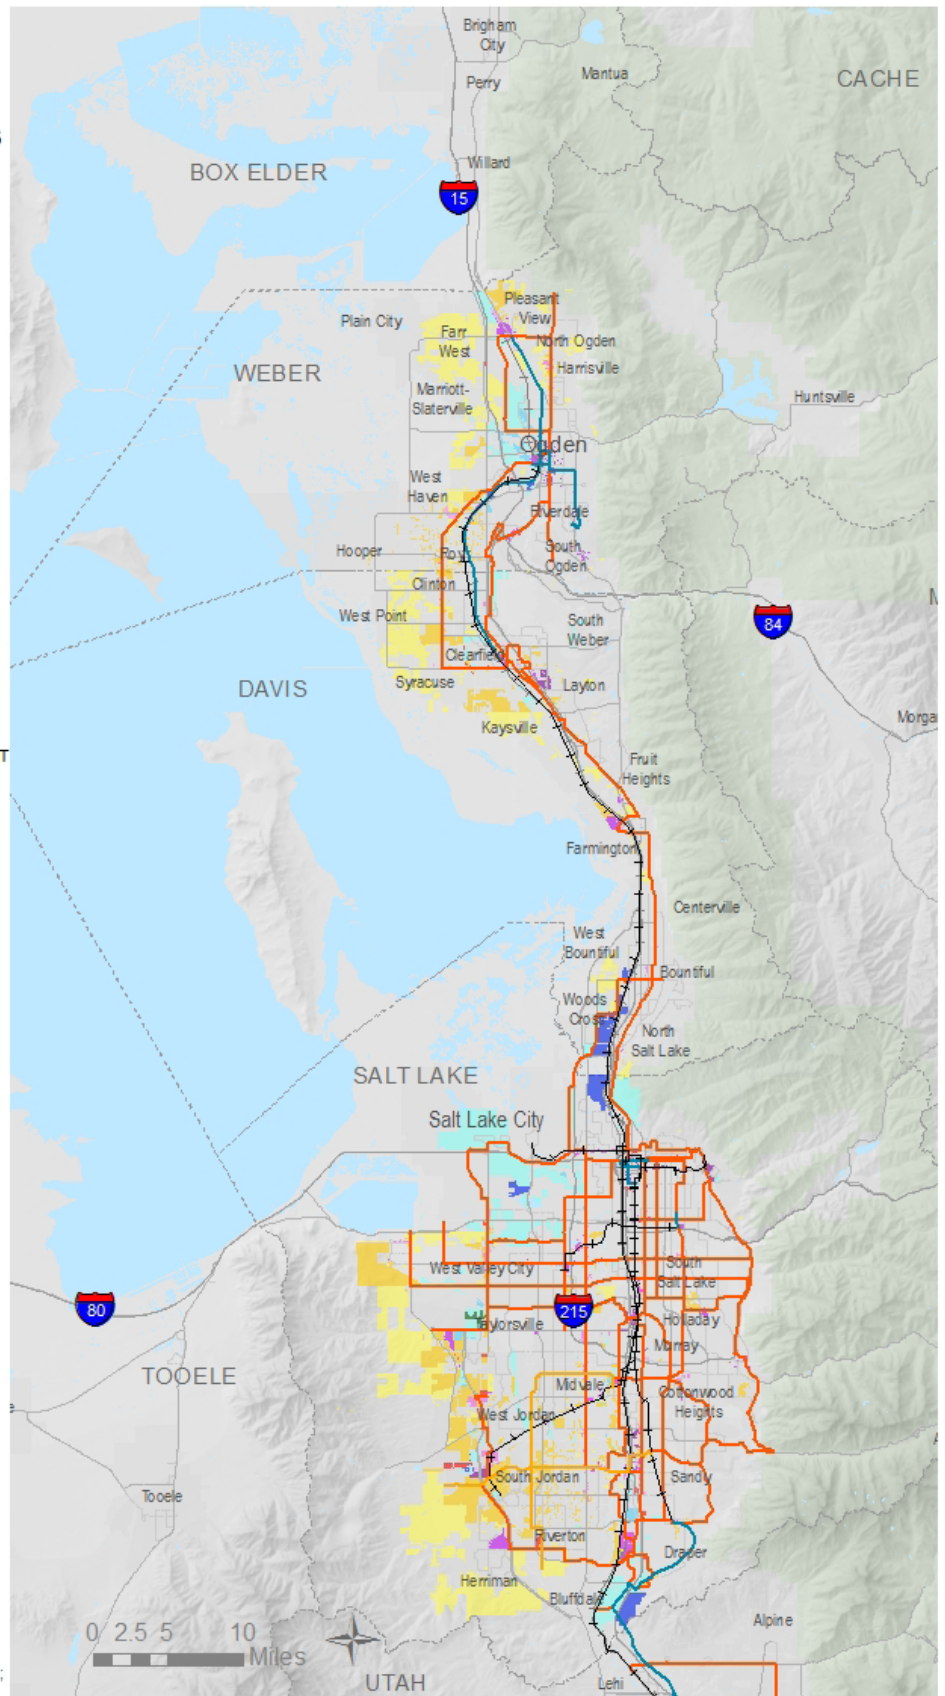 Brigham
City
Perry
Mantua
CACHE
Willard
BOX ELDER
15
Pleasant
View
Plain City
Farr
West
North Ogden
Harrisville
WEBER
Marriott-
Slaterville
Huntsville
Ogden
West
Haven
Riverdale
Hooper
Roy
South
Ogden
Clinton
West Point
84
South
Weber
Clearfield
Syracuse
Layton
DAVIS
Kaysville
Morga
T
Fruit
Heights
Farmington
Centerville
West
Bountiful
Bountiful
Woods
Cross
North
Salt Lake
SALT LAKE
Salt Lake City
West Valley City
South
Salt Lake
80
215
Taylorsville
Holladay
Murray
TOOELE
Midvale
Cottonwood
Heights
West Jordan
South Jordan
Sandy
Tooele
Riverton
Draper
Herriman
Bluffdale
Alpine
0 2.5 5 10
Miles
UTAH
Lehi